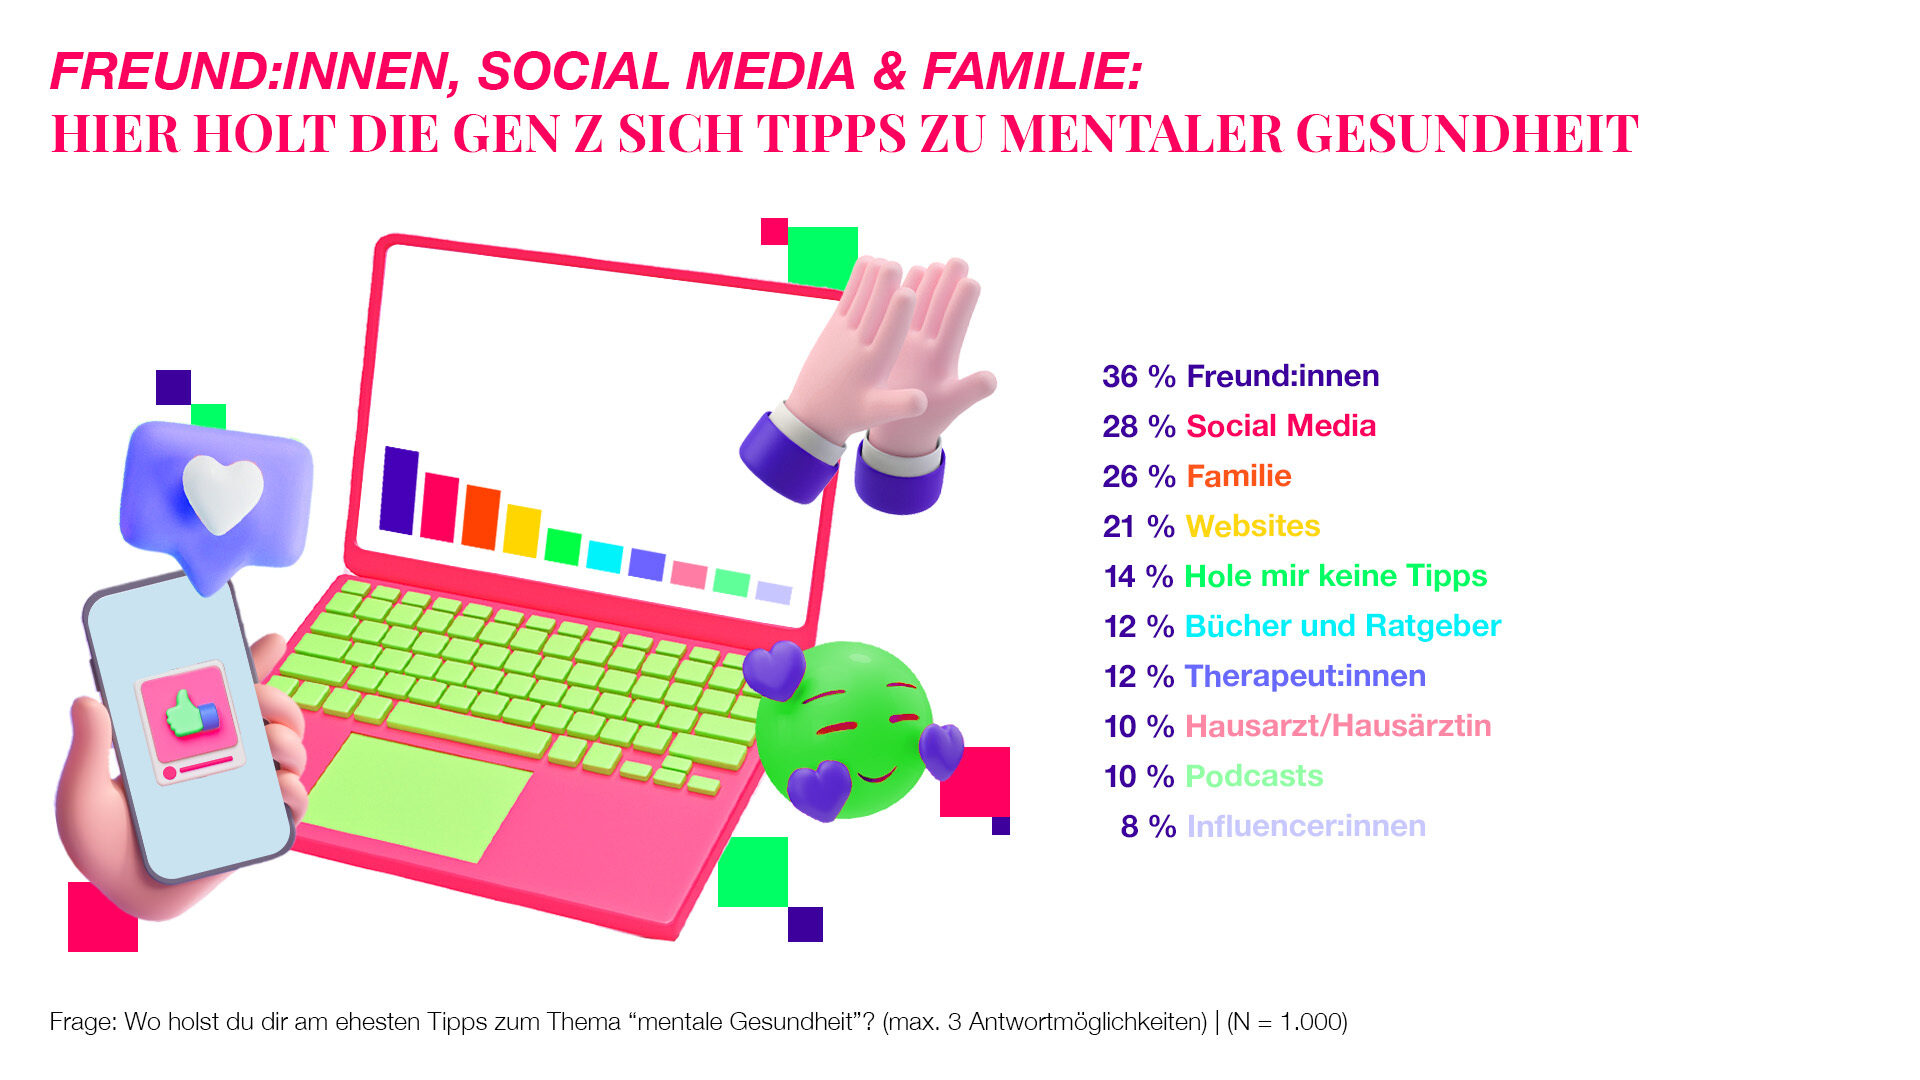 FREUND:INNEN, SOCIAL MEDIA & FAMILIE:
HIER HOLT DIE GEN Z SICH TIPPS ZU MENTALER GESUNDHEIT
36 % Freund:innen
28 % Social Media
26 % Familie
21 % Websites
14 % Hole mir keine Tipps
12 % Bücher und Ratgeber
12 % Therapeut:innen
10 % Hausarzt/Hausärztin
10 % Podcasts
8 % Influencer:innen
Frage: Wo holst du dir am ehesten Tipps zum Thema “mentale Gesundheit”? (max. 3 Antwortmöglichkeiten) | (N = 1.000)